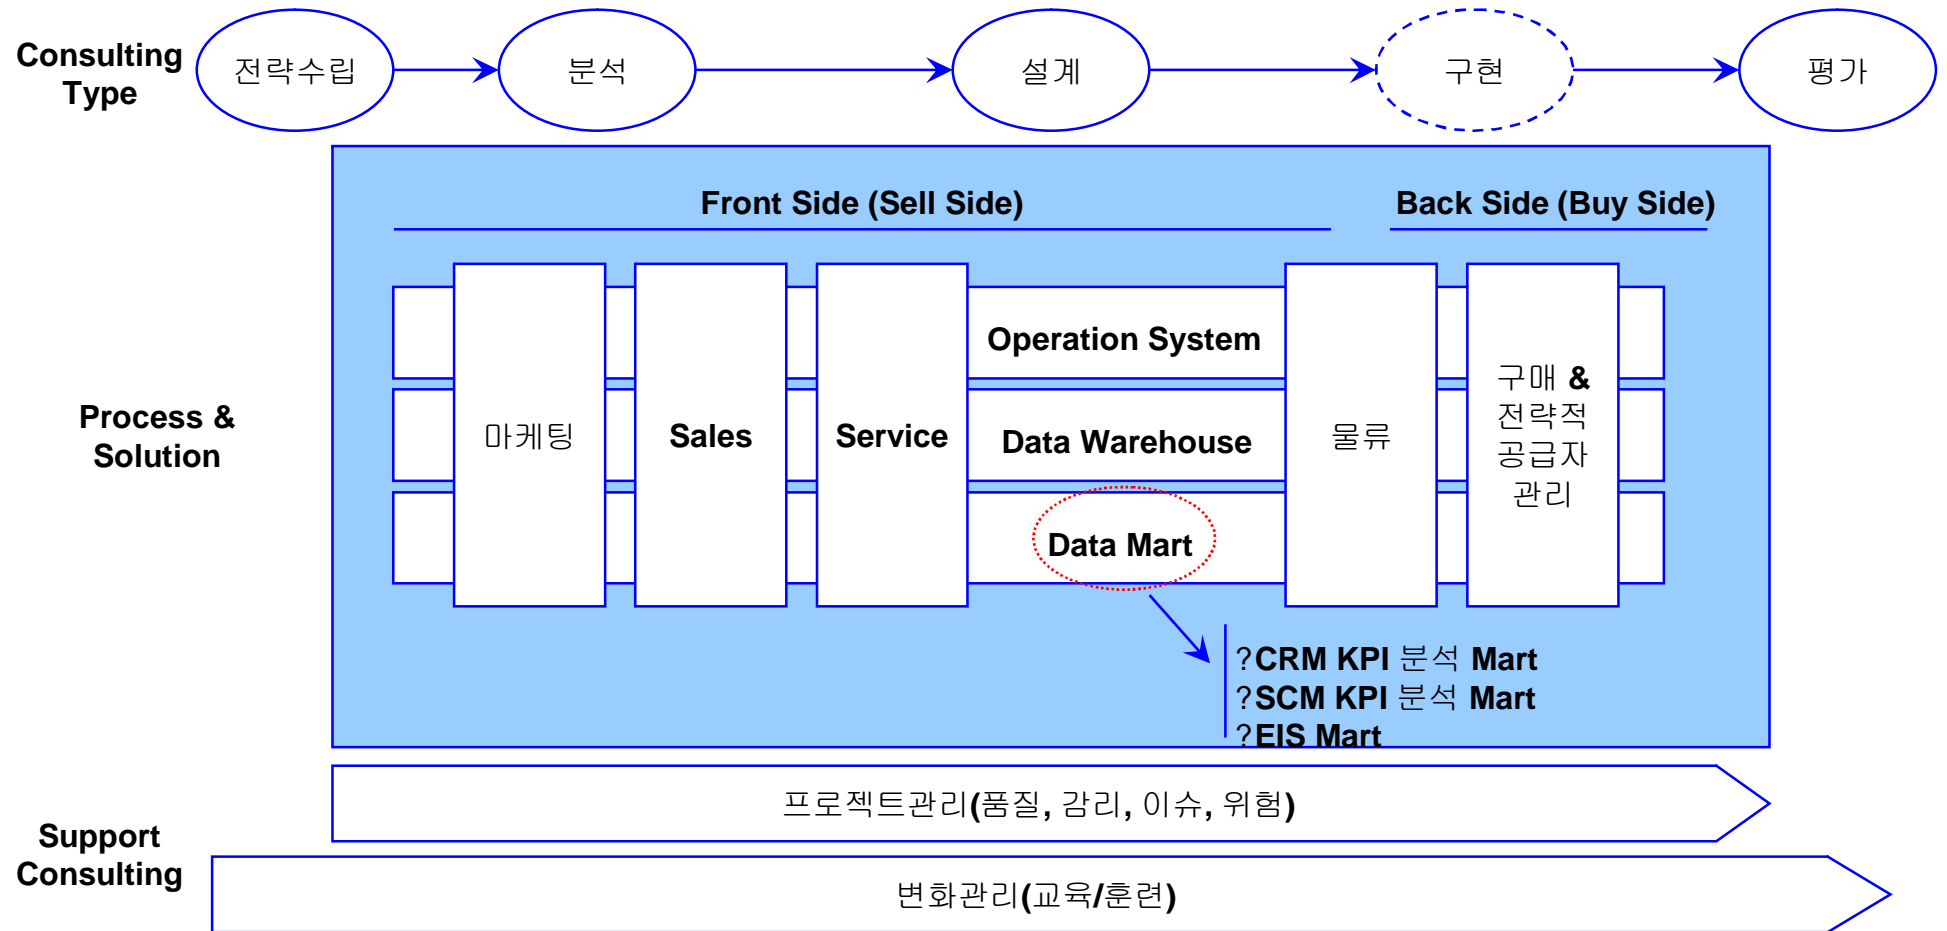 Consulting
Type
전략수립
분석
설계
구현
평가
Front Side (Sell Side)
Back Side (Buy Side)
Process &
Solution
마케팅
Sales
Service
Operation System
Data Warehouse
Data Mart
물류
구매 &
전략적
공급자
관리
?CRM KPI 분석 Mart
?SCM KPI 분석 Mart
?EIS Mart
Support
Consulting
프로젝트관리(품질, 감리, 이슈, 위험)
변화관리(교육/훈련)